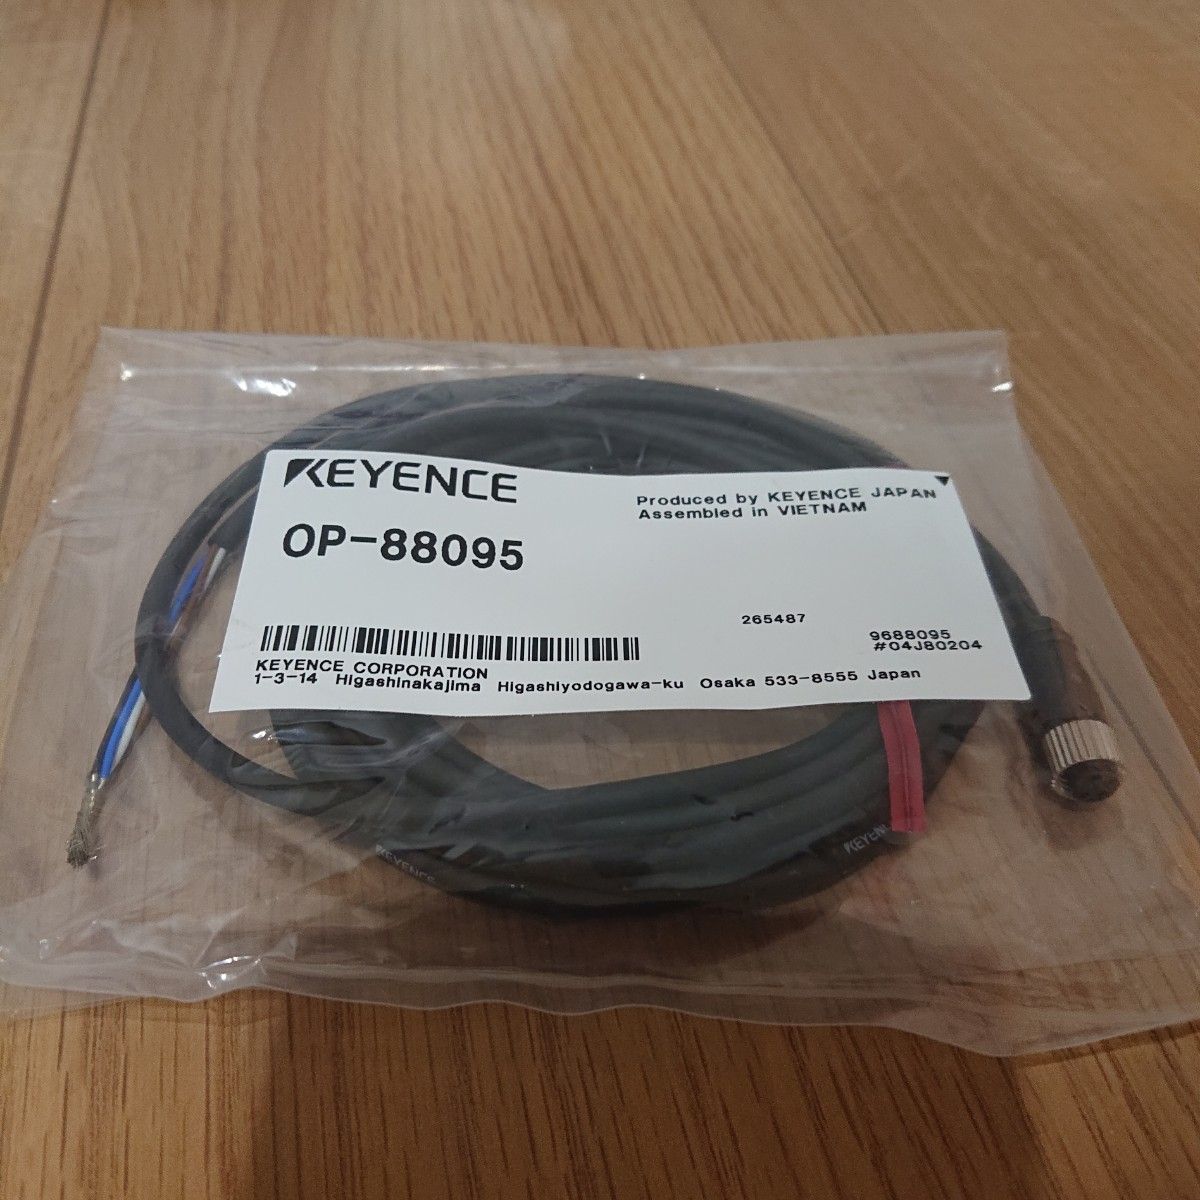 KEYENCE
Produced by KEYENCE JAPAN
Assembled in VIETNAM
OP-88095
265487
9688095
#04J80204
KEYENCE CORPORATION
1-3-14 Higashinakajima Higashiyodogawa-ku Osaka 533-8555 Japan
KEYENCE
KEYEN